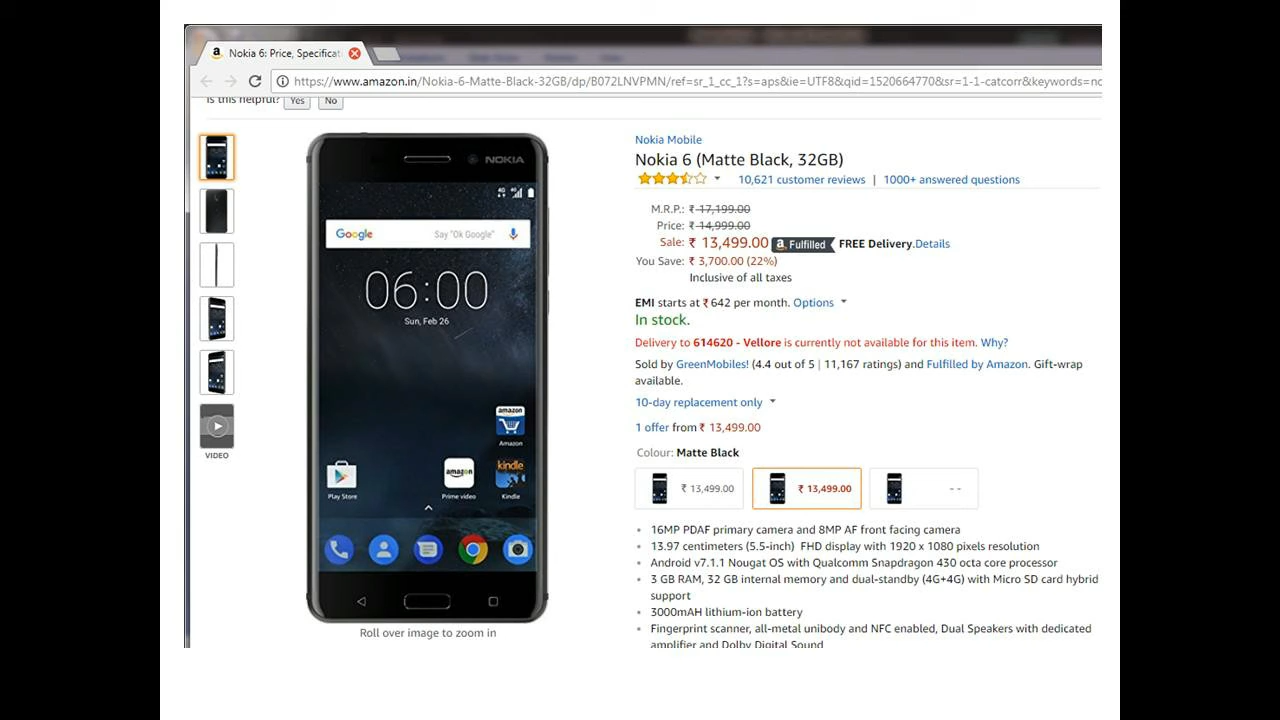 Nokia 6: Price, Specificat
https://www.amazon.in/Nokia-6-Matte-Black-32GB/dp/B072LNVPMN/ref=sr_1_cc_1?s=aps&ie=UTF8&qid=1520664770&sr=1-1-catcorr&keywords=nc
Is this helpful? Yes No
VIDEO
NOKIA
4G 4G
Google Say "Ok Google"
06:00
Sun, Feb 26
amazon
Amazon
Play Store
amazon
Prime video
kindle
Kindle
Roll over image to zoom in
Nokia Mobile
Nokia 6 (Matte Black, 32GB)
10,621 customer reviews | 1000+ answered questions
M.R.P.: ₹ 17,199.00
Price: ₹ 14,999.00
Sale: ₹ 13,499.00 a Fulfilled FREE Delivery.Details
You Save: ₹ 3,700.00 (22%)
Inclusive of all taxes
EMI starts at ₹ 642 per month. Options
In stock.
Delivery to 614620 - Vellore is currently not available for this item. Why?
Sold by GreenMobiles! (4.4 out of 5 | 11,167 ratings) and Fulfilled by Amazon. Gift-wrap
available.
10-day replacement only
1 offer from ₹ 13,499.00
Colour: Matte Black
₹ 13,499.00 ₹ 13,499.00 - -
• 16MP PDAF primary camera and 8MP AF front facing camera
• 13.97 centimeters (5.5-inch) FHD display with 1920 x 1080 pixels resolution
• Android v7.1.1 Nougat OS with Qualcomm Snapdragon 430 octa core processor
• 3 GB RAM, 32 GB internal memory and dual-standby (4G+4G) with Micro SD card hybrid
support
• 3000mAH lithium-ion battery
• Fingerprint scanner, all-metal unibody and NFC enabled, Dual Speakers with dedicated
amplifier and Dolby Digital Sound